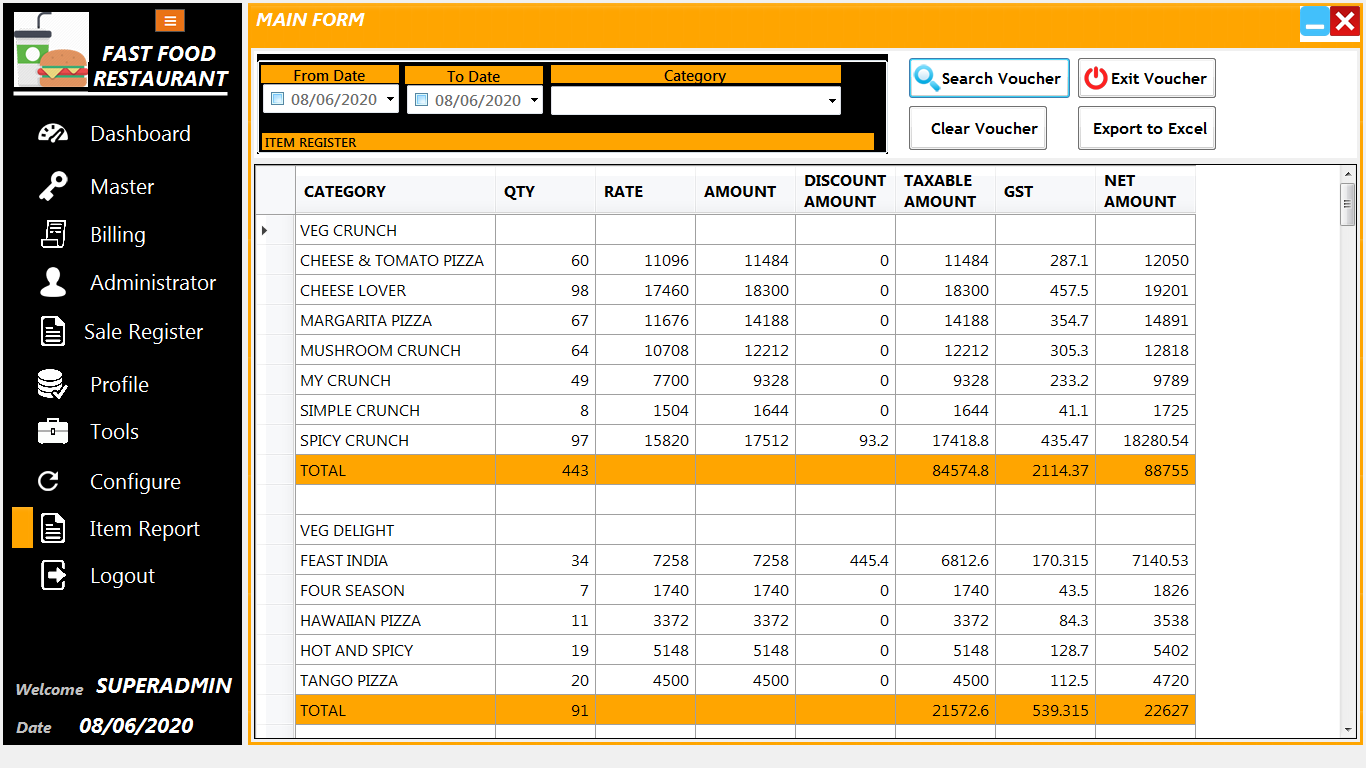 FAST FOOD
RESTAURANT
Dashboard
Master
Billing
Administrator
Sale Register
Profile
Tools
Configure
Item Report
Logout
Welcome SUPERADMIN
Date 08/06/2020
MAIN FORM
From Date To Date Category
08/06/2020 08/06/2020
ITEM REGISTER
Search Voucher Exit Voucher
Clear Voucher Export to Excel
CATEGORY QTY RATE AMOUNT DISCOUNT AMOUNT TAXABLE AMOUNT GST NET AMOUNT
VEG CRUNCH
CHEESE & TOMATO PIZZA 60 11096 11484 0 11484 287.1 12050
CHEESE LOVER 98 17460 18300 0 18300 457.5 19201
MARGARITA PIZZA 67 11676 14188 0 14188 354.7 14891
MUSHROOM CRUNCH 64 10708 12212 0 12212 305.3 12818
MY CRUNCH 49 7700 9328 0 9328 233.2 9789
SIMPLE CRUNCH 8 1504 1644 0 1644 41.1 1725
SPICY CRUNCH 97 15820 17512 93.2 17418.8 435.47 18280.54
TOTAL 443 84574.8 2114.37 88755
VEG DELIGHT
FEAST INDIA 34 7258 7258 445.4 6812.6 170.315 7140.53
FOUR SEASON 7 1740 1740 0 1740 43.5 1826
HAWAIIAN PIZZA 11 3372 3372 0 3372 84.3 3538
HOT AND SPICY 19 5148 5148 0 5148 128.7 5402
TANGO PIZZA 20 4500 4500 0 4500 112.5 4720
TOTAL 91 21572.6 539.315 22627